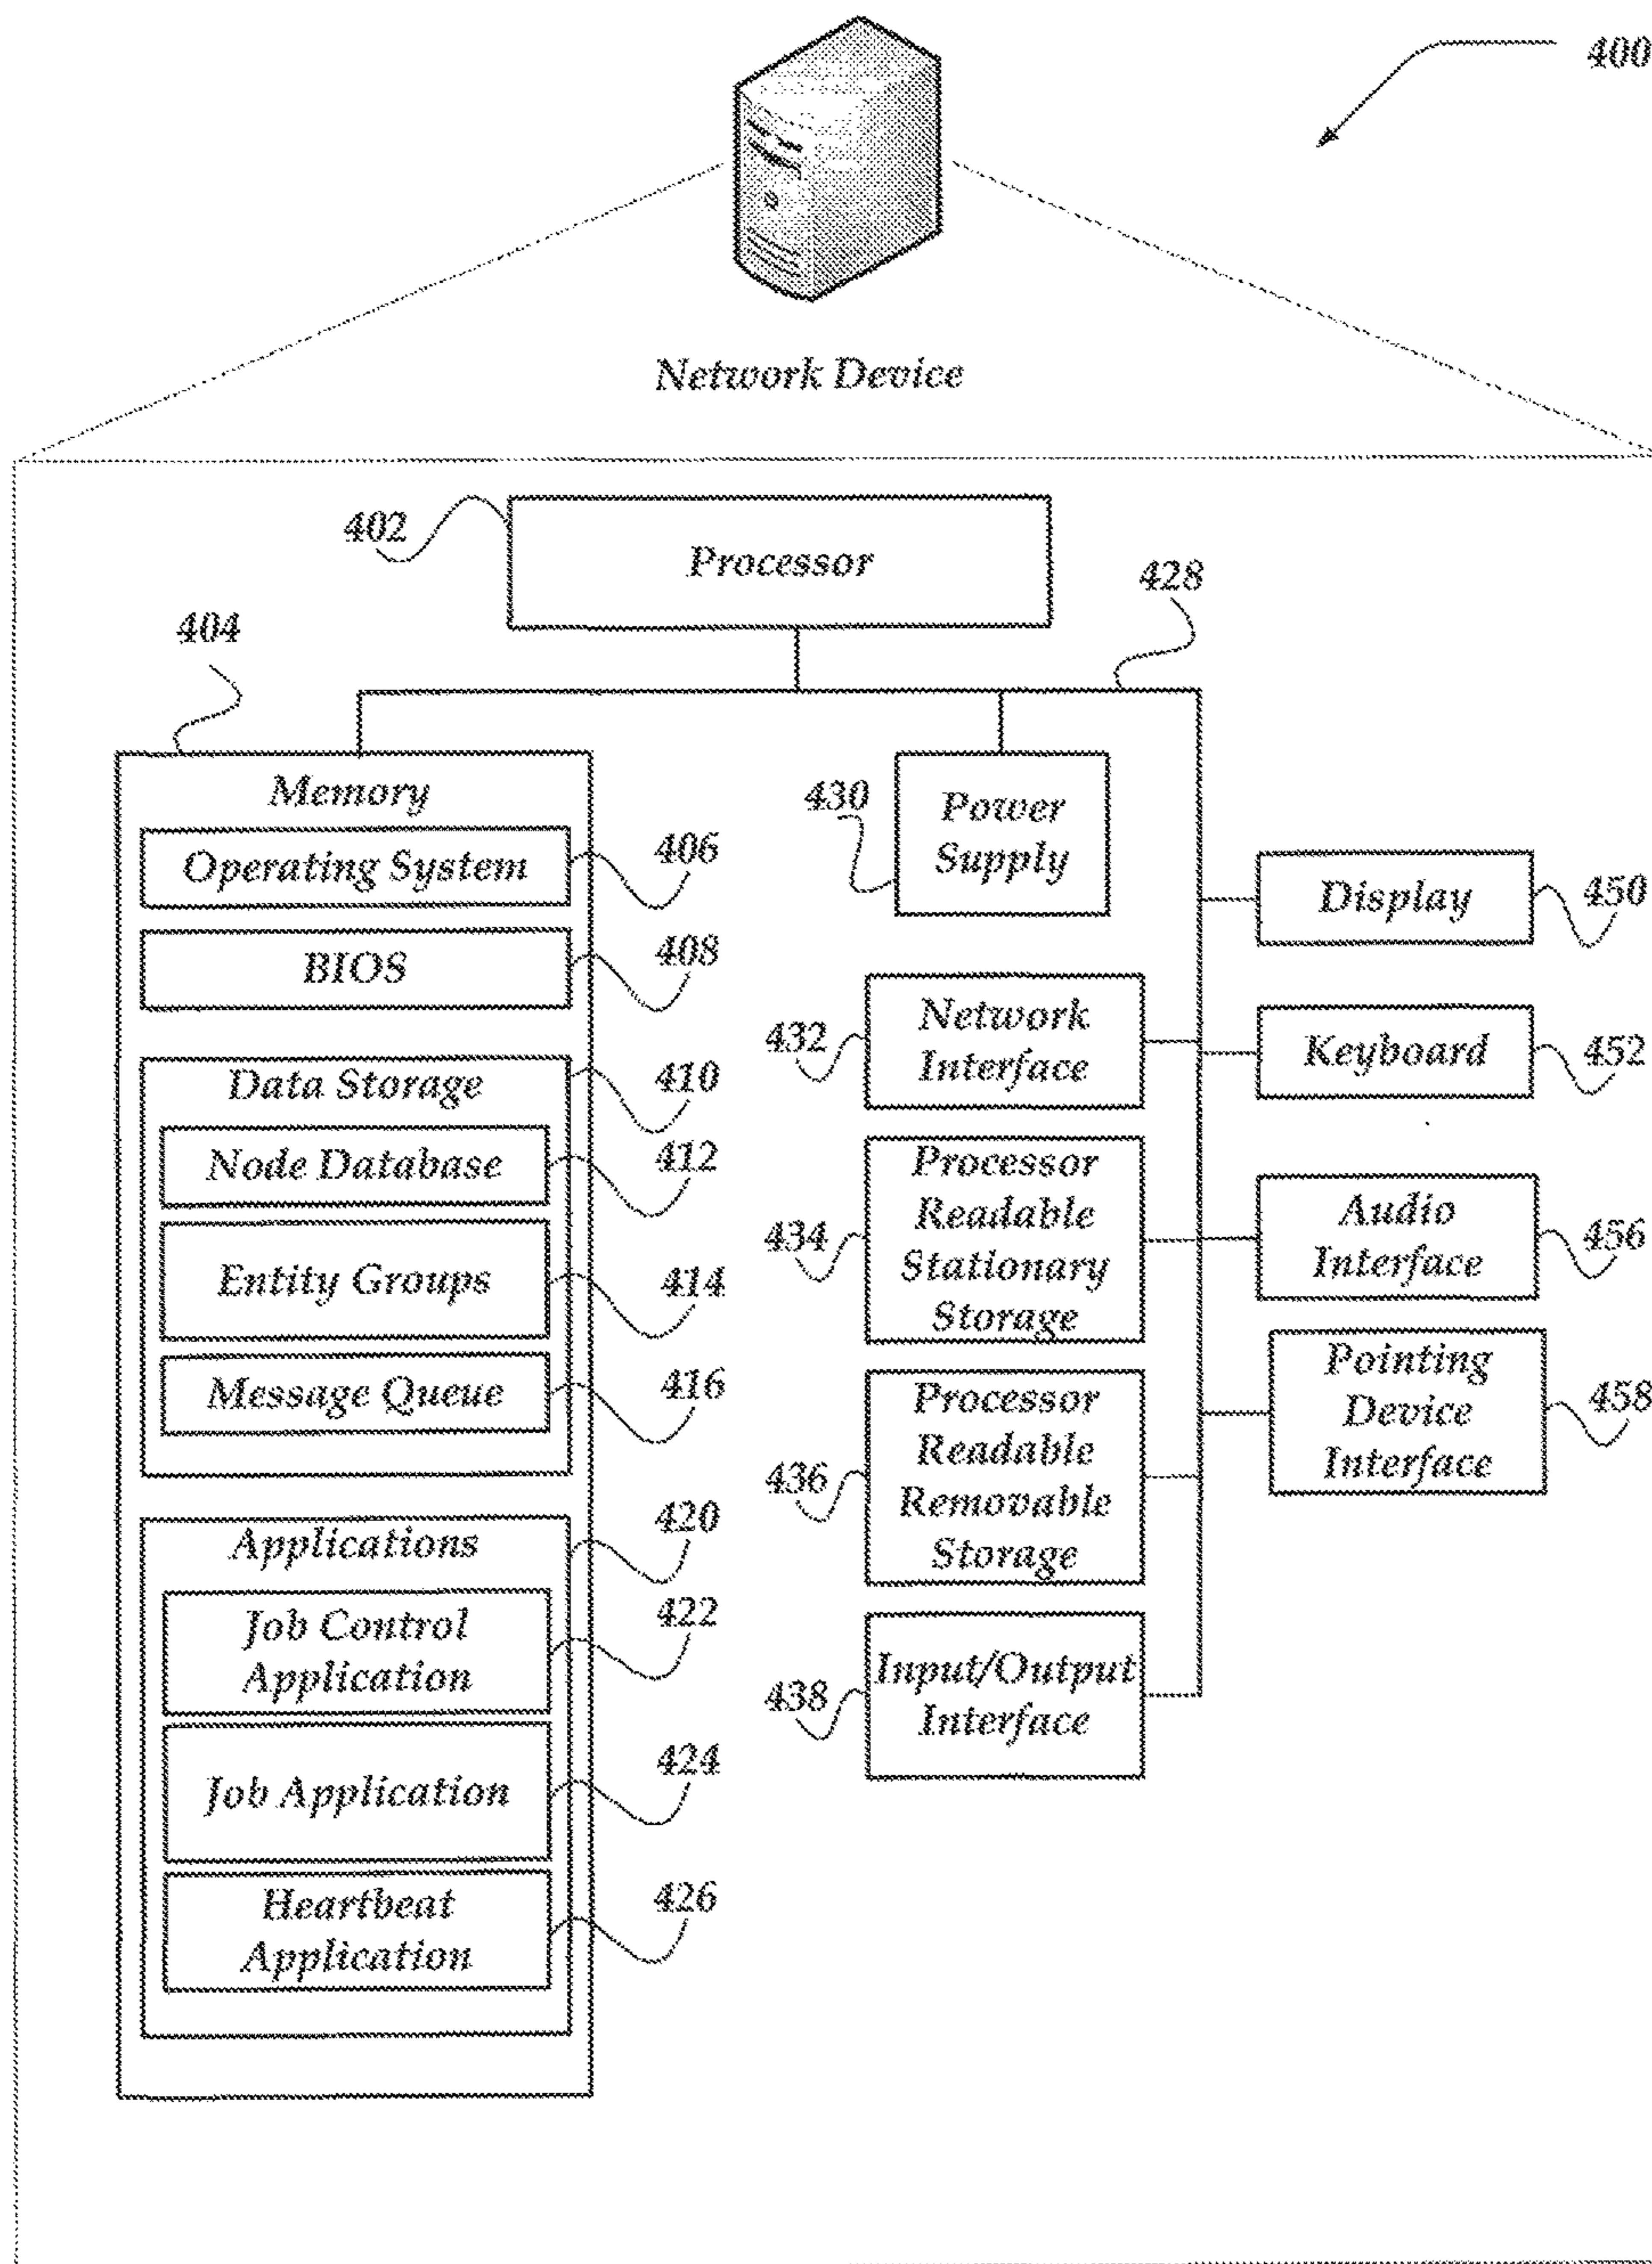 400
Network Device
402
Processor
428
404
Memory
Operating System
406
BIOS
408
Data Storage
410
Node Database
412
Entity Groups
414
Message Queue
416
Applications
420
Job Control
Application
422
Job Application
424
Heartbeat
Application
426
430
Power
Supply
432
Network
Interface
434
Processor
Readable
Stationary
Storage
436
Processor
Readable
Removable
Storage
438
Input/Output
Interface
Display
450
Keyboard
452
Audio
Interface
456
Pointing
Device
Interface
458